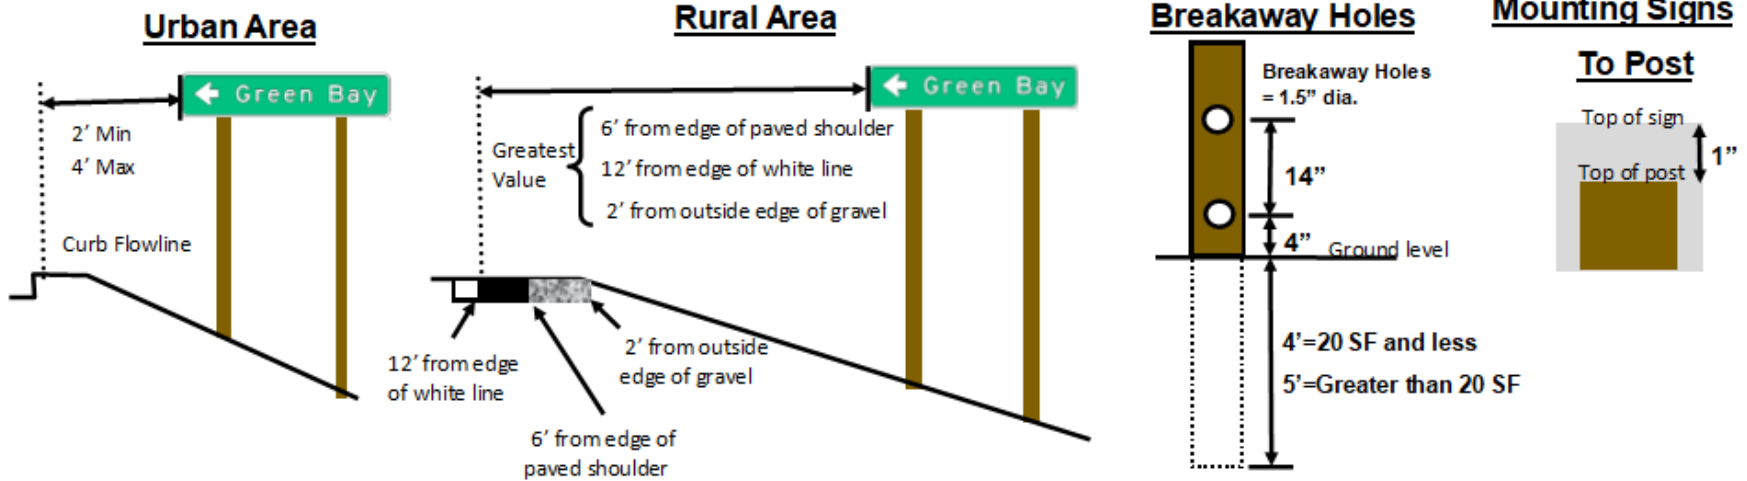 Urban Area
Green Bay
2’ Min
4’ Max
Curb Flowline
Rural Area
Green Bay
Greatest
Value
6’ from edge of paved shoulder
12’ from edge of white line
2’ from outside edge of gravel
12’ from edge
of white line
2’ from outside
edge of gravel
6’ from edge of
paved shoulder
Breakaway Holes
Breakaway Holes
= 1.5” dia.
14”
4”
Ground level
4’=20 SF and less
5’=Greater than 20 SF
Mounting Signs
To Post
Top of sign
1”
Top of post